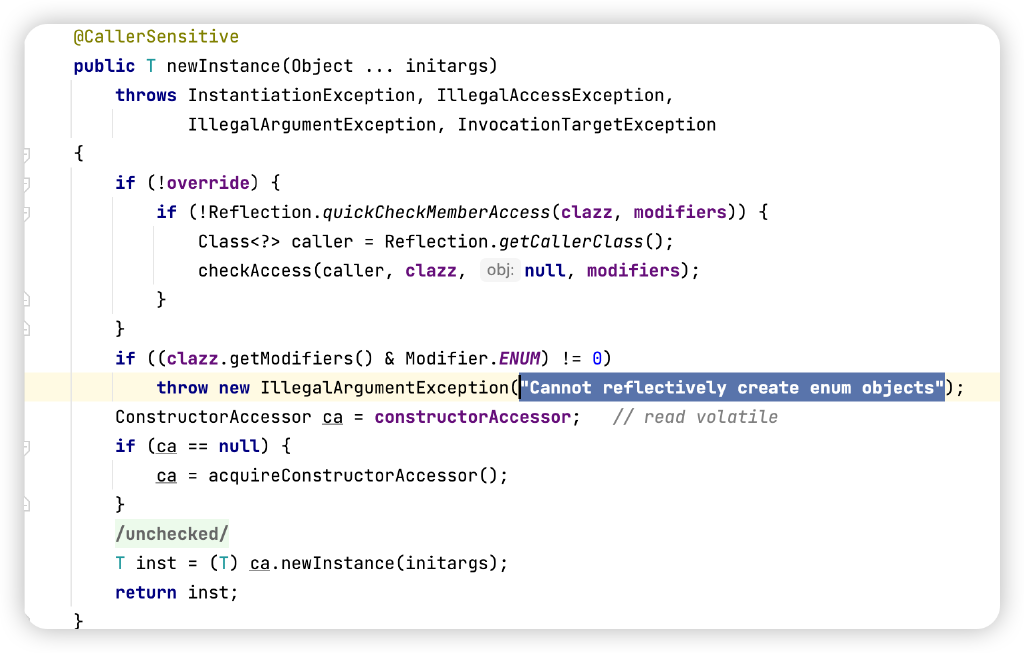 @CallerSensitive
public T newInstance(Object ... initargs)
throws InstantiationException, IllegalAccessException,
IllegalArgumentException, InvocationTargetException
{
if (!override) {
if (!Reflection.quickCheckMemberAccess(clazz, modifiers)) {
Class<?> caller = Reflection.getCallerClass();
checkAccess(caller, clazz, obj: null, modifiers);
}
}
if ((clazz.getModifiers() & Modifier.ENUM) != 0)
throw new IllegalArgumentException("Cannot reflectively create enum objects");
ConstructorAccessor ca = constructorAccessor; // read volatile
if (ca == null) {
ca = acquireConstructorAccessor();
}
/unchecked/
T inst = (T) ca.newInstance(initargs);
return inst;
}